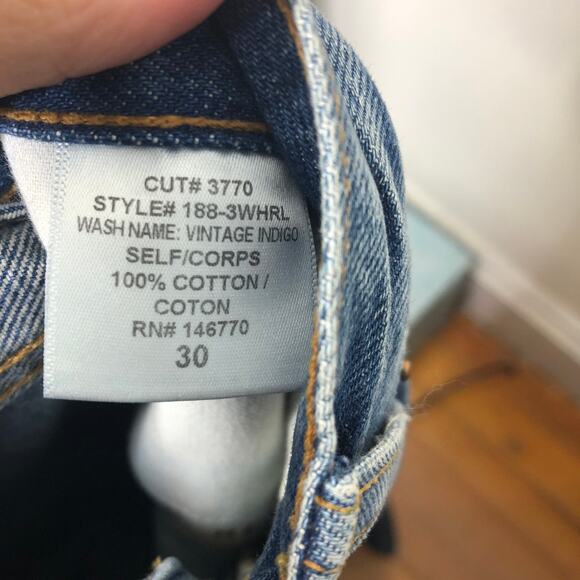 CUT# 3770
STYLE# 188-3WHRL
WASH NAME: VINTAGE INDIGO
SELF/CORPS
100% COTTON /
COTON
RN# 146770
30